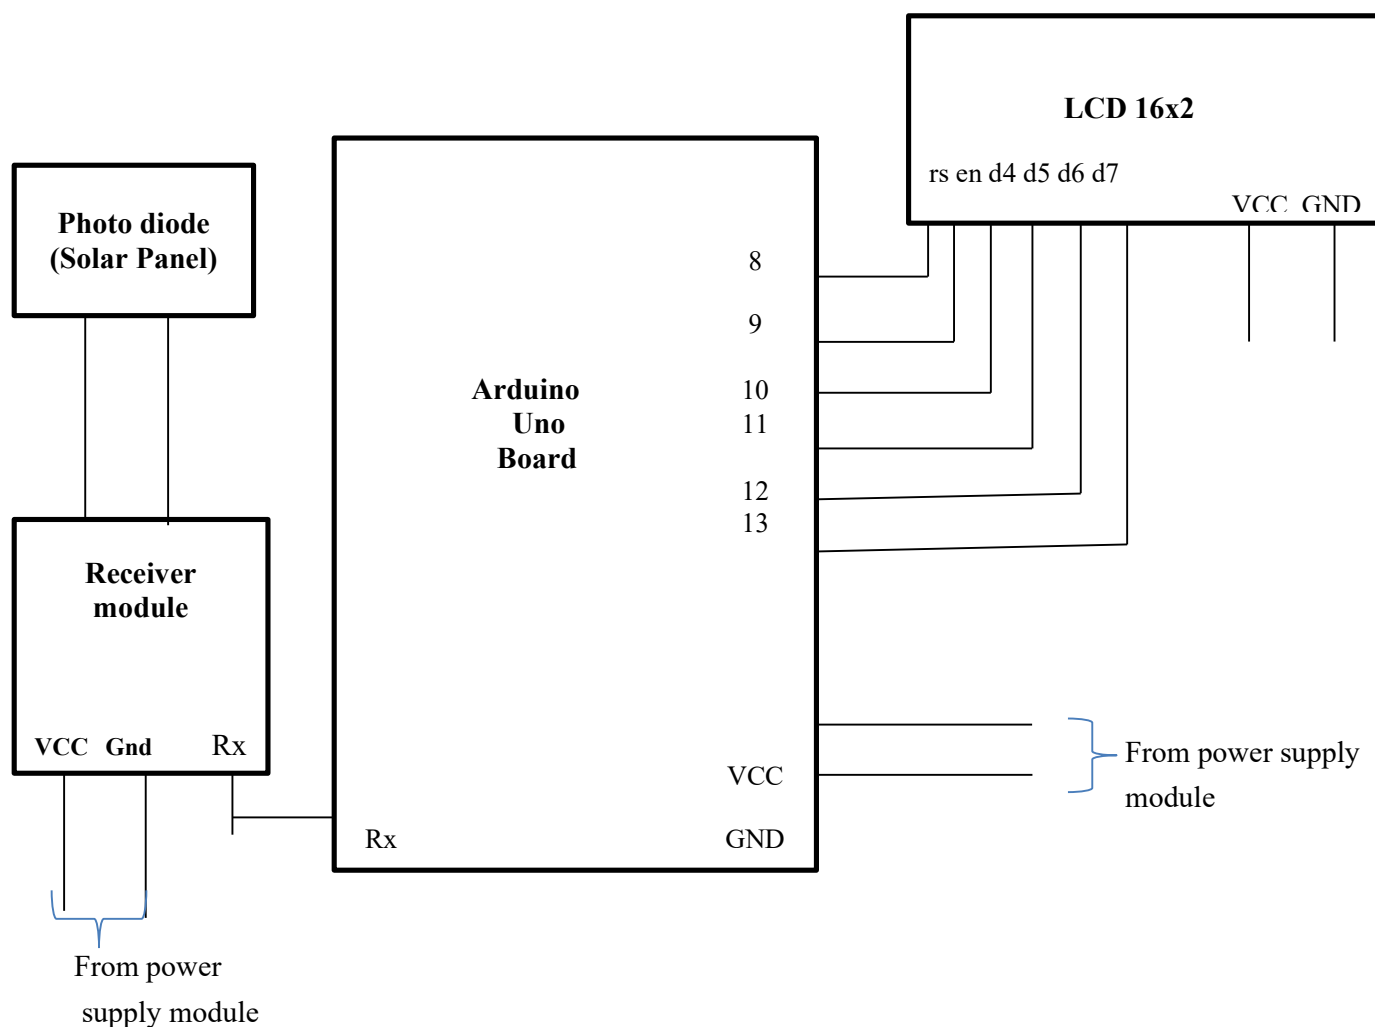 LCD 16x2
rs en d4 d5 d6 d7
VCC GND
Photo diode
(Solar Panel)
8
9
10
11
12
13
Arduino
Uno
Board
Receiver
module
VCC Gnd Rx
Rx
VCC
GND
From power supply
module
From power
supply module